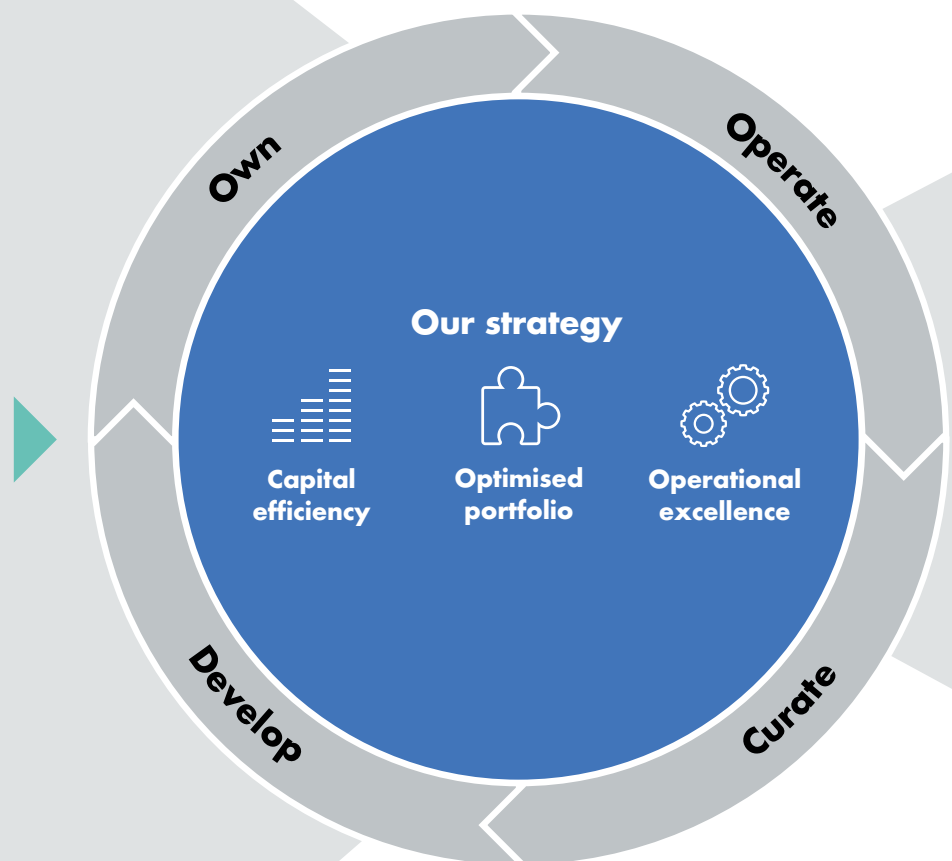 Own
Operate
Our strategy
Capital
efficiency
Optimised
portfolio
Operational
excellence
Develop
Curate